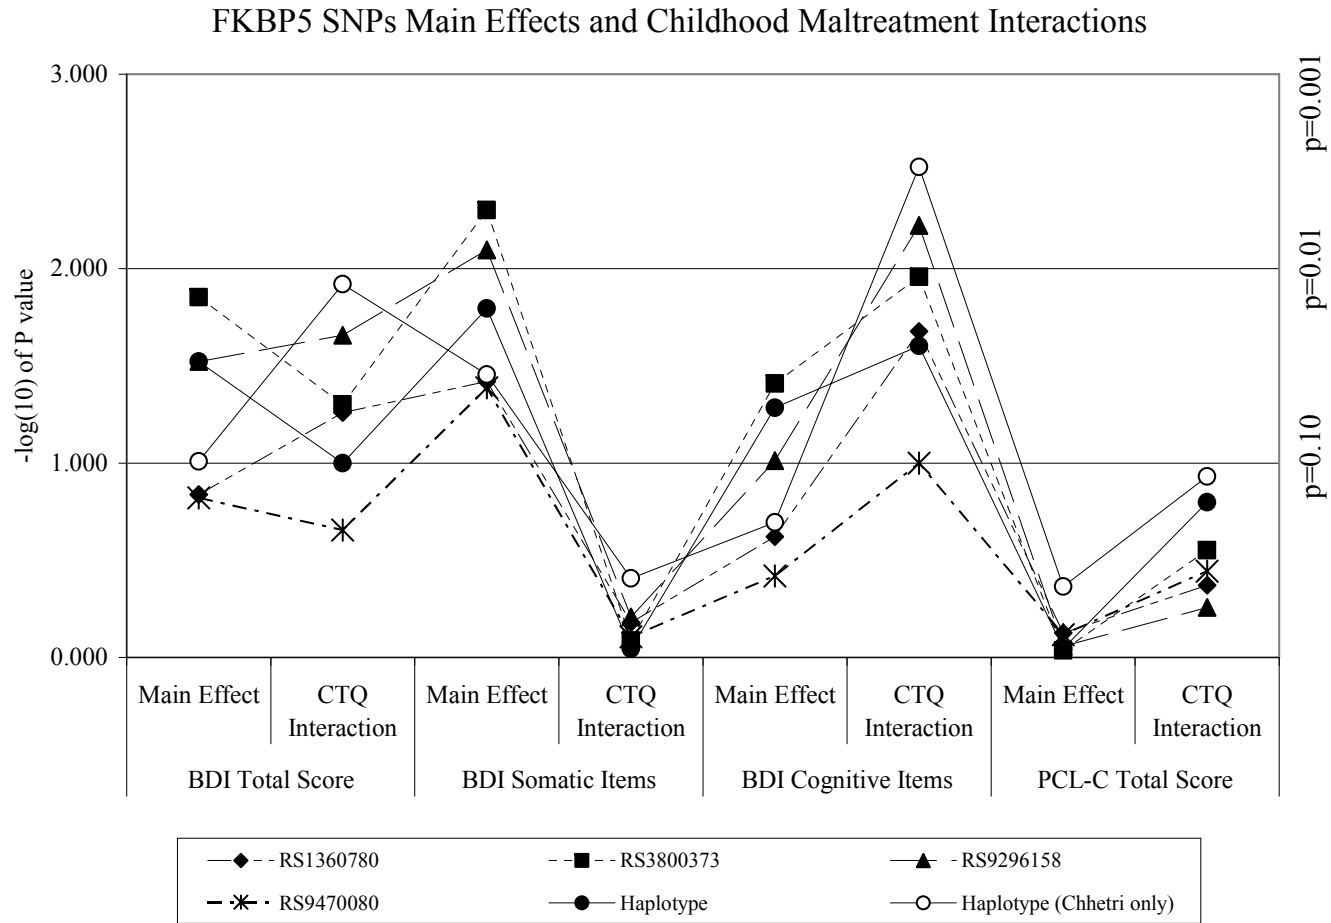 FKBP5 SNPs Main Effects and Childhood Maltreatment Interactions
-log(10) of P value
3.000
2.000
1.000
0.000
p=0.001
p=0.01
p=0.10
Main Effect
CTQ
Interaction
Main Effect
CTQ
Interaction
Main Effect
CTQ
Interaction
Main Effect
CTQ
Interaction
BDI Total Score
BDI Somatic Items
BDI Cognitive Items
PCL-C Total Score
RS1360780
RS3800373
RS9296158
RS9470080
Haplotype
Haplotype (Chhetri only)